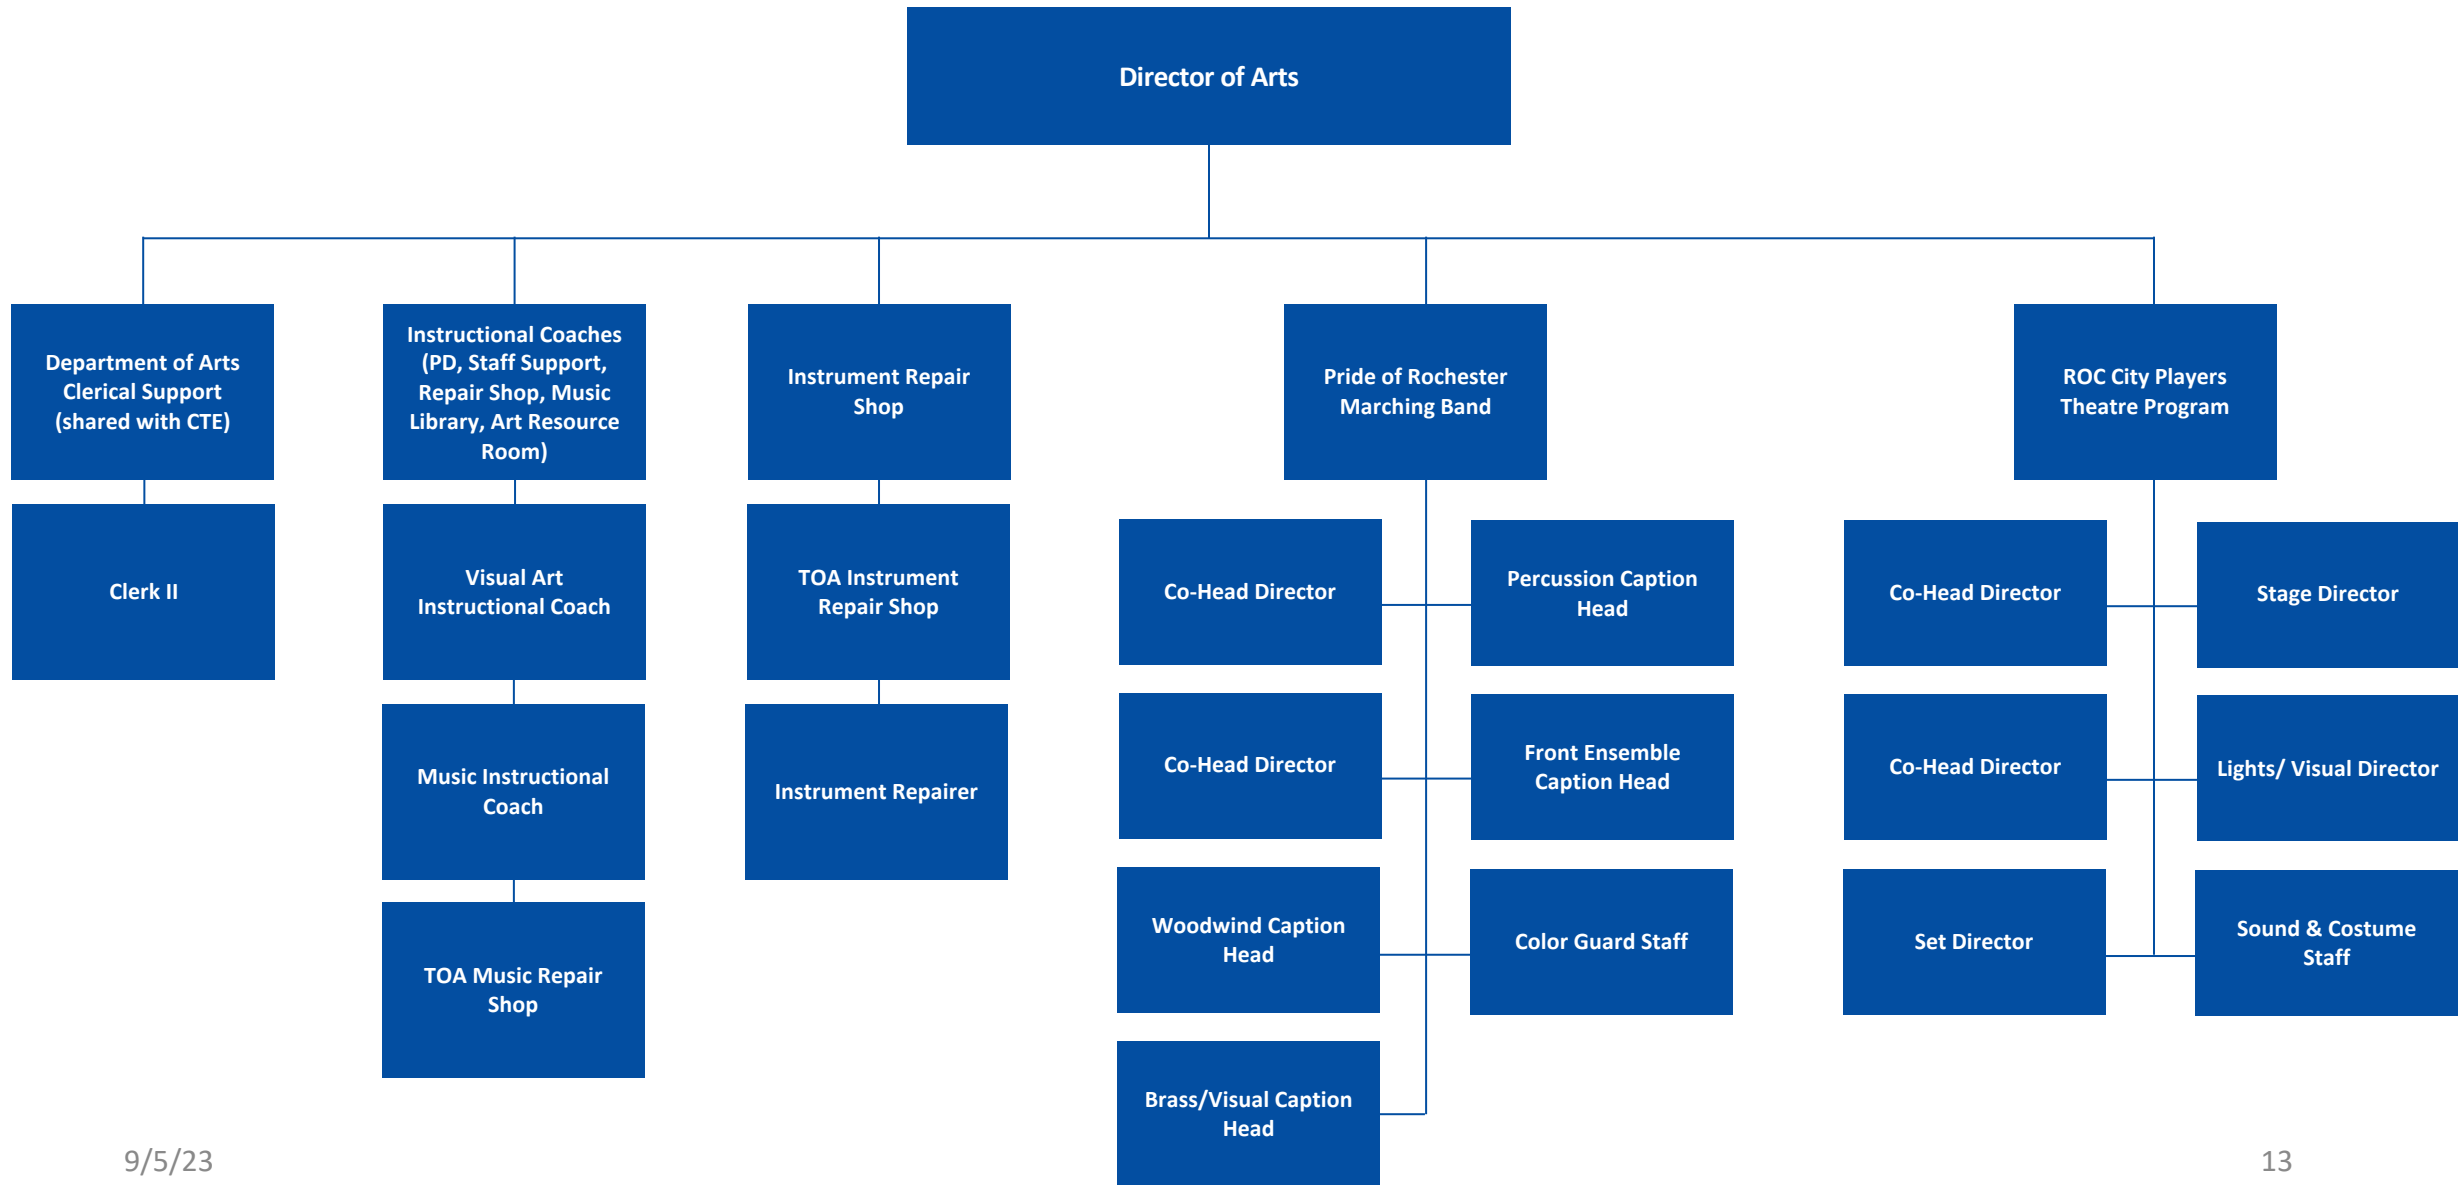 Director of Arts
Department of Arts
Clerical Support
(shared with CTE)
Instructional Coaches
(PD, Staff Support,
Repair Shop, Music
Library, Art Resource
Room)
Instrument Repair
Shop
Pride of Rochester
Marching Band
ROC City Players
Theatre Program
Clerk II
Visual Art
Instructional Coach
TOA Instrument
Repair Shop
Co-Head Director
Percussion Caption
Head
Co-Head Director
Stage Director
Music Instructional
Coach
Instrument Repairer
Co-Head Director
Front Ensemble
Caption Head
Co-Head Director
Lights/ Visual Director
TOA Music Repair
Shop
Woodwind Caption
Head
Color Guard Staff
Set Director
Sound & Costume
Staff
Brass/Visual Caption
Head
9/5/23
13